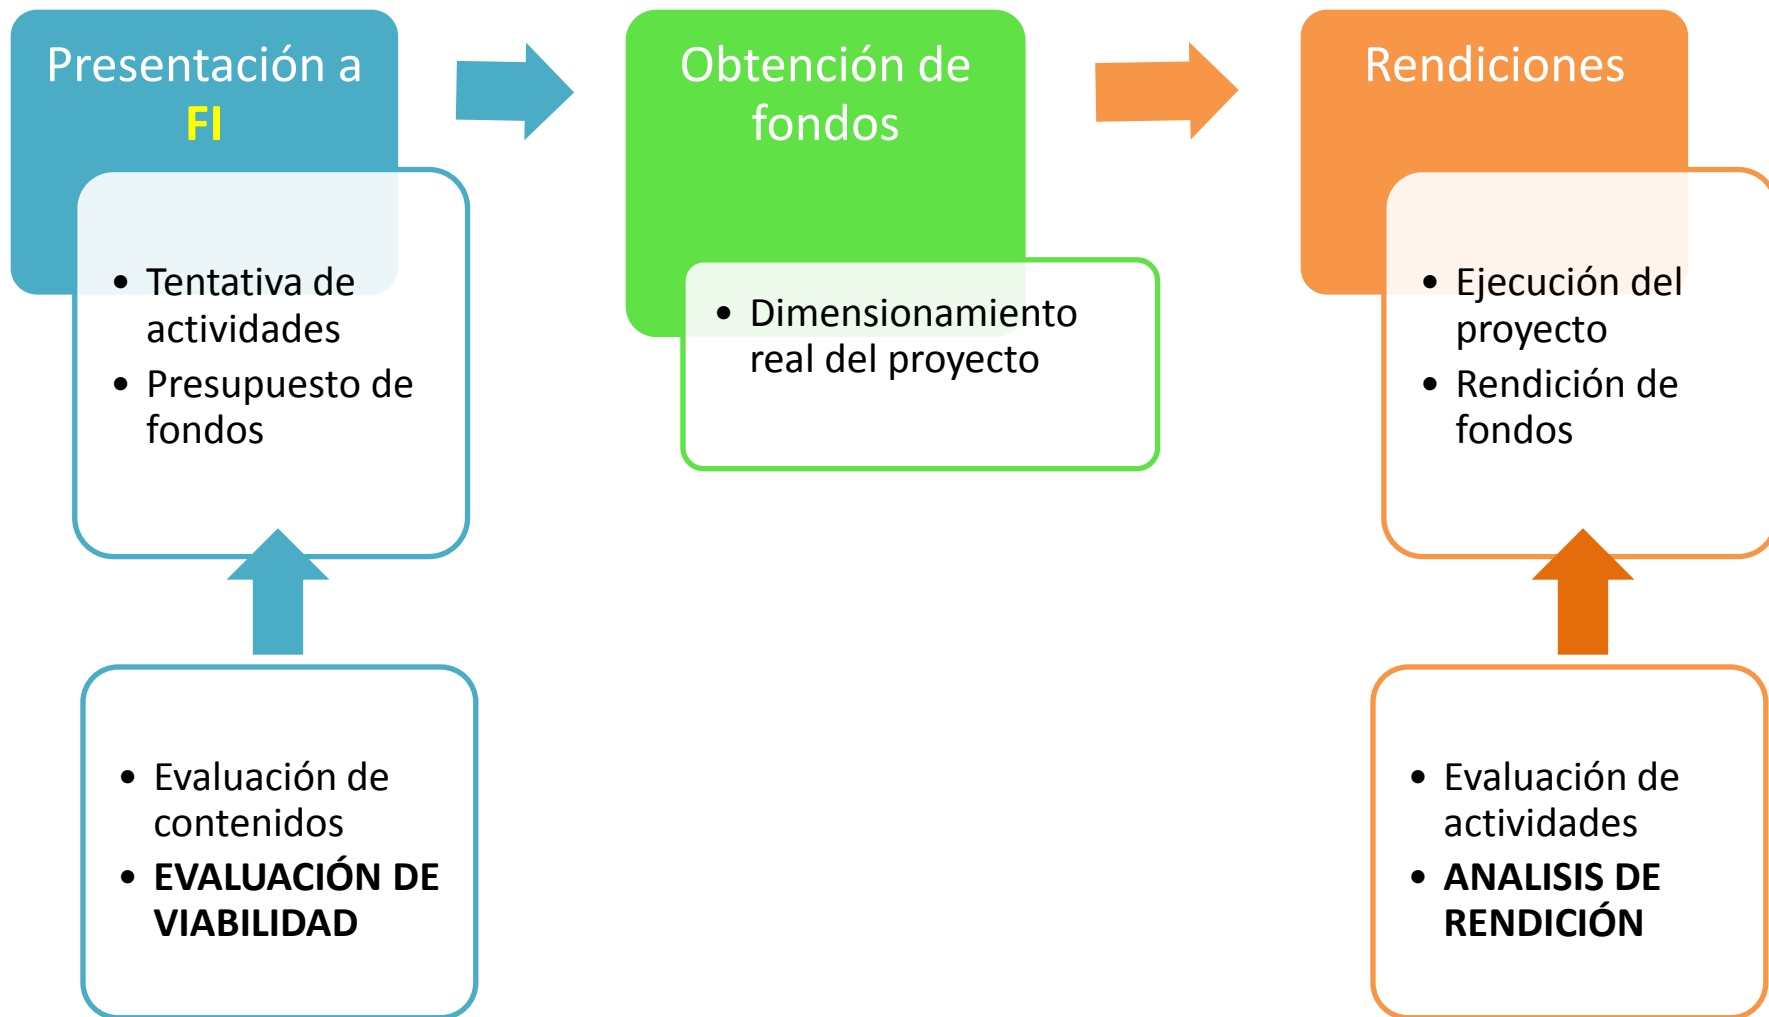 Presentación a
FI
• Tentativa de
actividades
• Presupuesto de
fondos
• Evaluación de
contenidos
• EVALUACIÓN DE
VIABILIDAD
Obtención de
fondos
• Dimensionamiento
real del proyecto
Rendiciones
• Ejecución del
proyecto
• Rendición de
fondos
• Evaluación de
actividades
• ANALISIS DE
RENDICIÓN